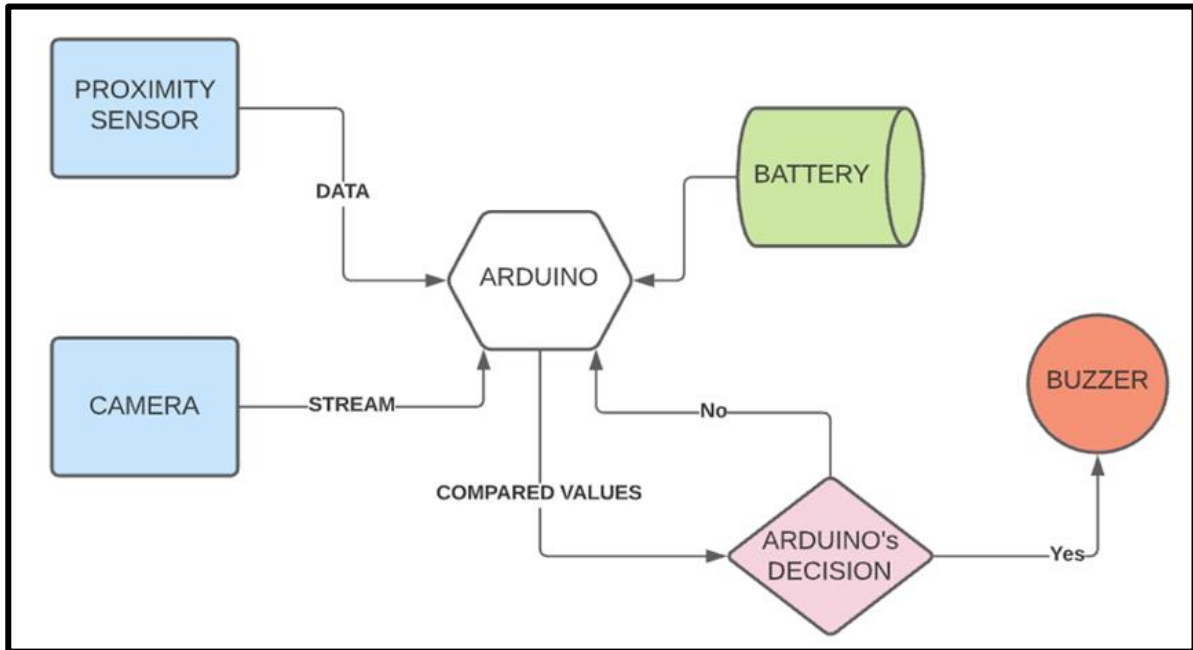 PROXIMITY
SENSOR
DATA
BATTERY
ARDUINO
CAMERA
STREAM
BUZZER
No
COMPARED VALUES
ARDUINO's
DECISION
Yes